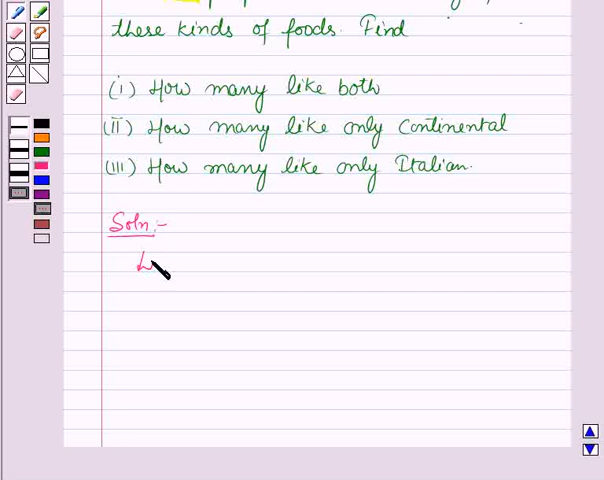 these kinds of foods. Find
(i) How many like both
(II) How many like only Continental
(III) How many like only Italian.
Soln:-
L